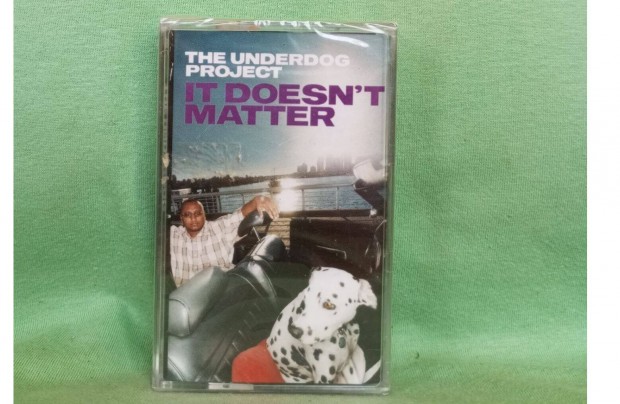 THE UNDERDOG
PROJECT
IT DOESN'T
MATTER